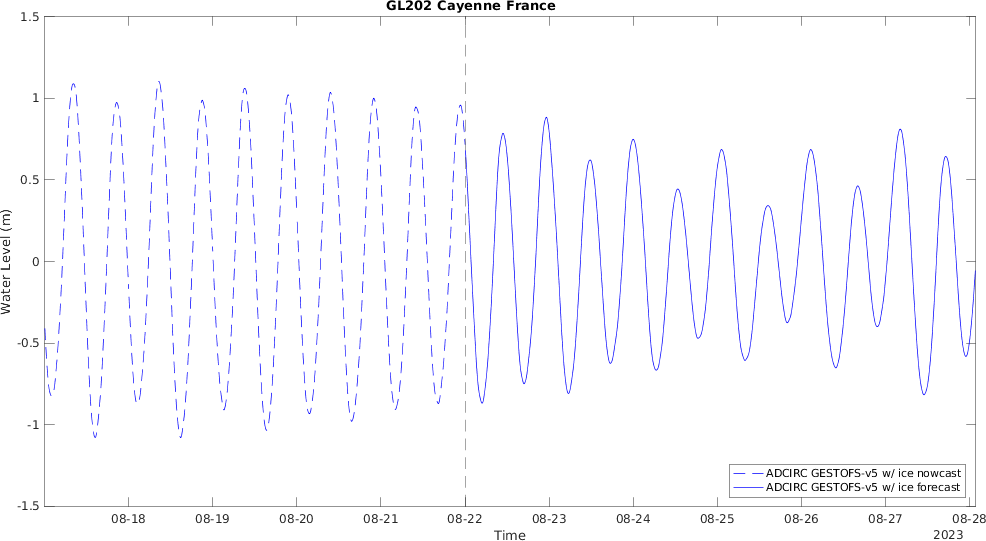 GL202 Cayenne France
1.5
1
0.5
0
-0.5
-1
-1.5
Water Level (m)
ADCIRC GESTOFS-v5 w/ ice nowcast
ADCIRC GESTOFS-v5 w/ ice forecast
08-18 08-19 08-20 08-21 08-22 08-23 08-24 08-25 08-26 08-27 08-28
Time
2023